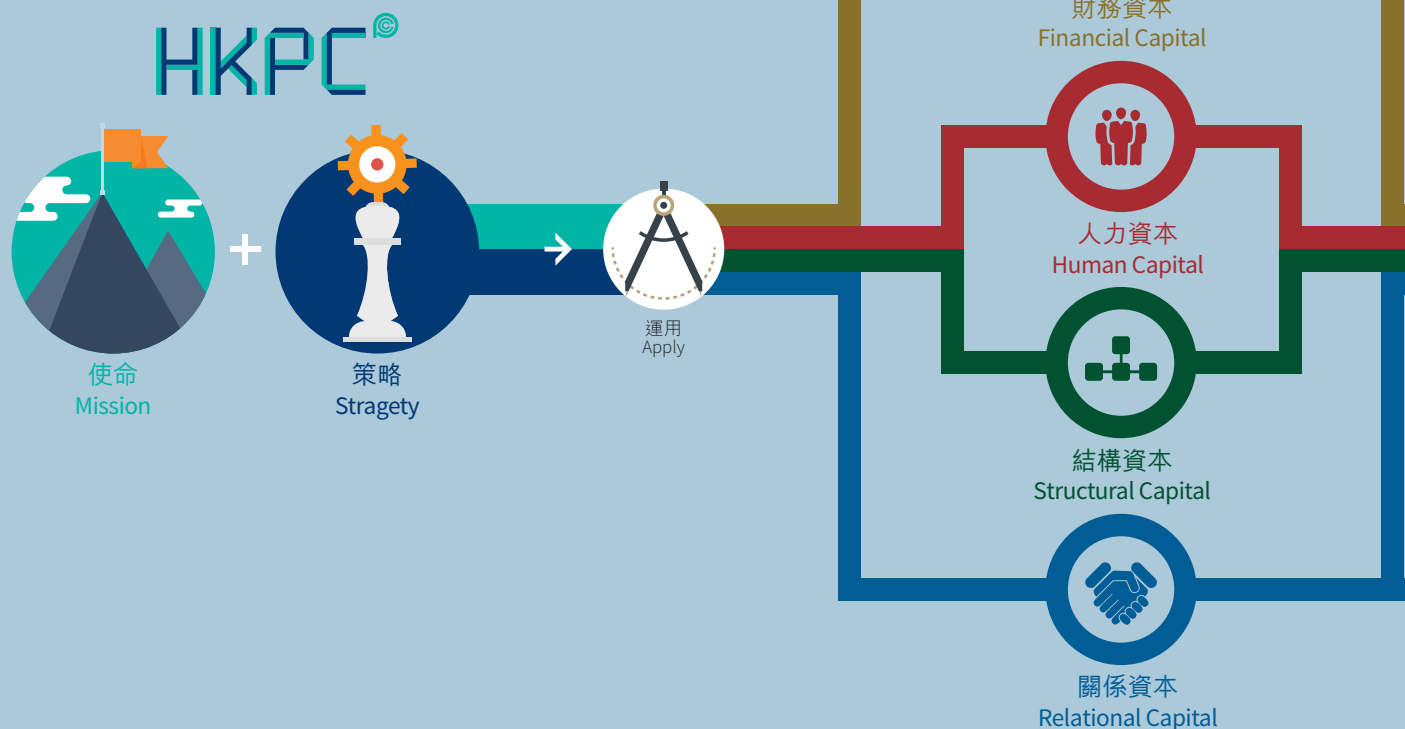 HKPC
使命
Mission
策略
Stragety
運用
Apply
財務資本
Financial Capital
人力資本
Human Capital
結構資本
Structural Capital
關係資本
Relational Capital